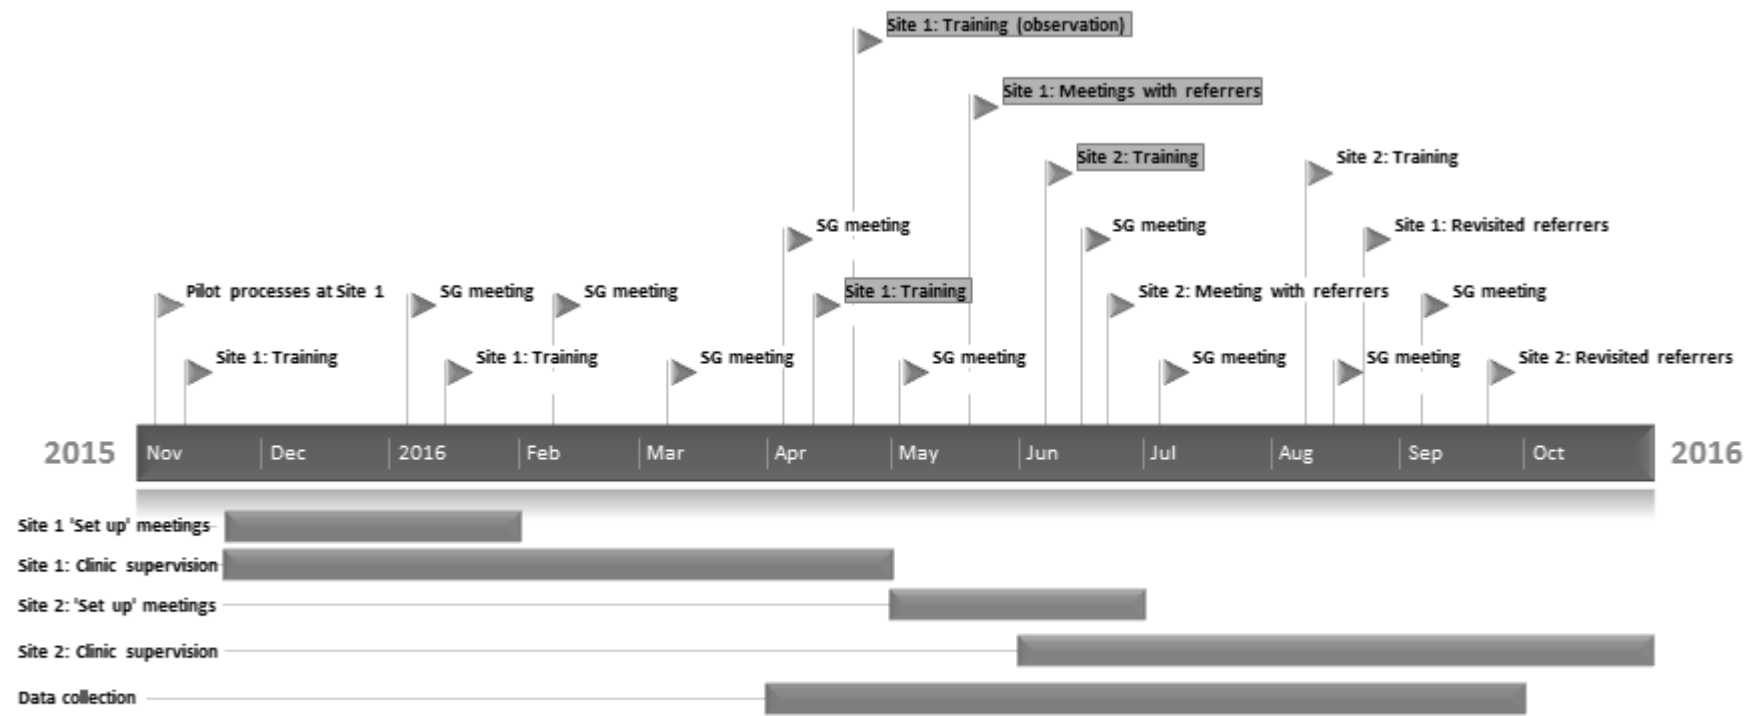 Site 1: Training (observation)
Site 1: Meetings with referrers
Site 2: Training
Site 2: Training
SG meeting
SG meeting
Site 1: Revisited referrers
Pilot processes at Site 1
SG meeting
SG meeting
Site 1: Training
Site 2: Meeting with referrers
SG meeting
Site 1: Training
Site 1: Training
SG meeting
SG meeting
SG meeting
SG meeting
Site 2: Revisited referrers
2015 Nov Dec 2016 Feb Mar Apr May Jun Jul Aug Sep Oct 2016
Site 1 'Set up' meetings
Site 1: Clinic supervision
Site 2: 'Set up' meetings
Site 2: Clinic supervision
Data collection